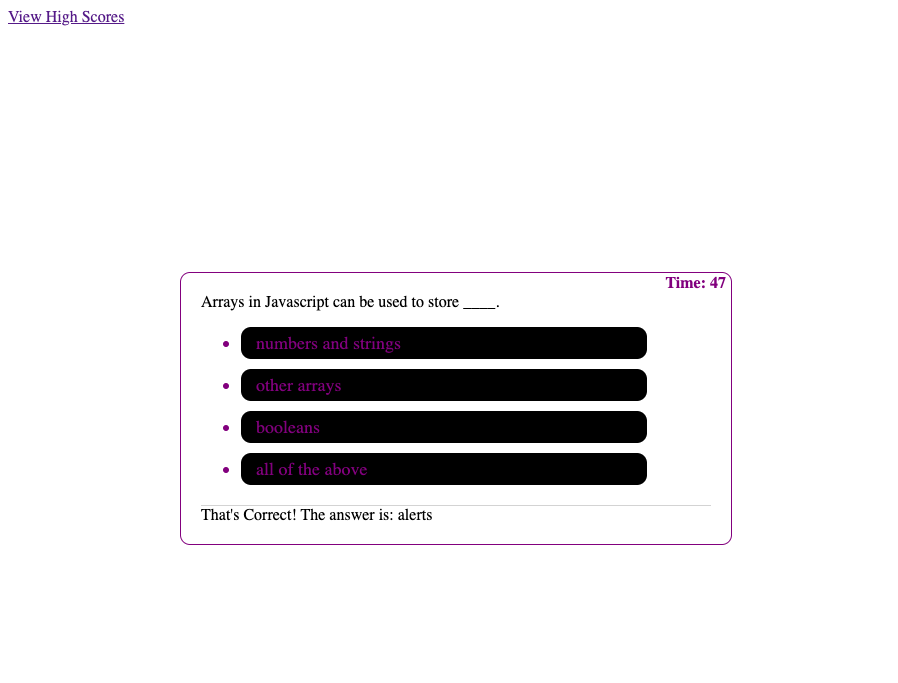 View High Scores
Time: 47
Arrays in Javascript can be used to store ____.
numbers and strings
other arrays
booleans
all of the above
That's Correct! The answer is: alerts